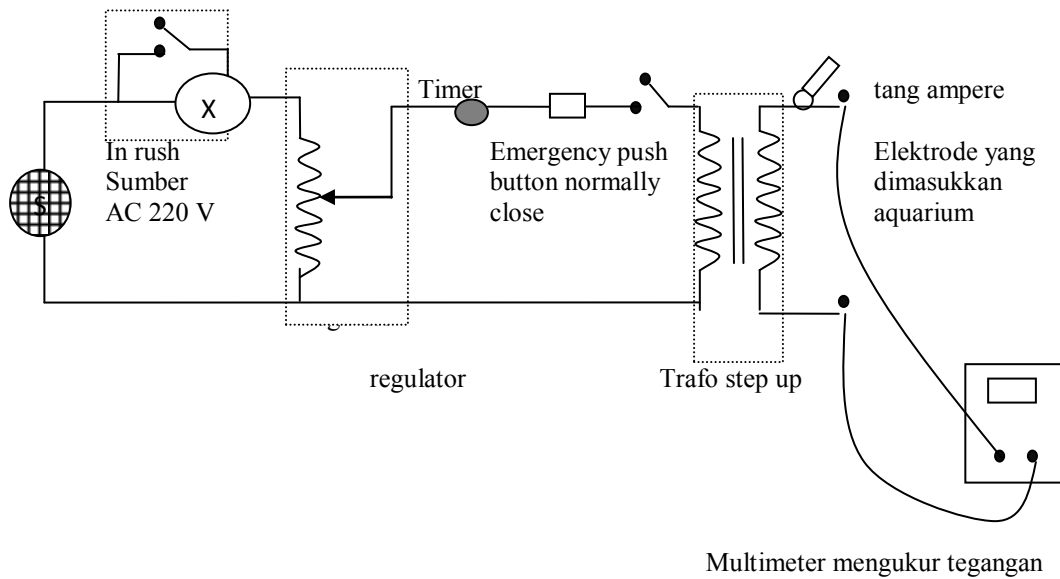 X
In rush
Sumber
AC 220 V
S
Timer
Emergency push
button normally
close
tang ampere
Elektrode yang
dimasukkan
aquarium
regulator
Trafo step up
Multimeter mengukur tegangan